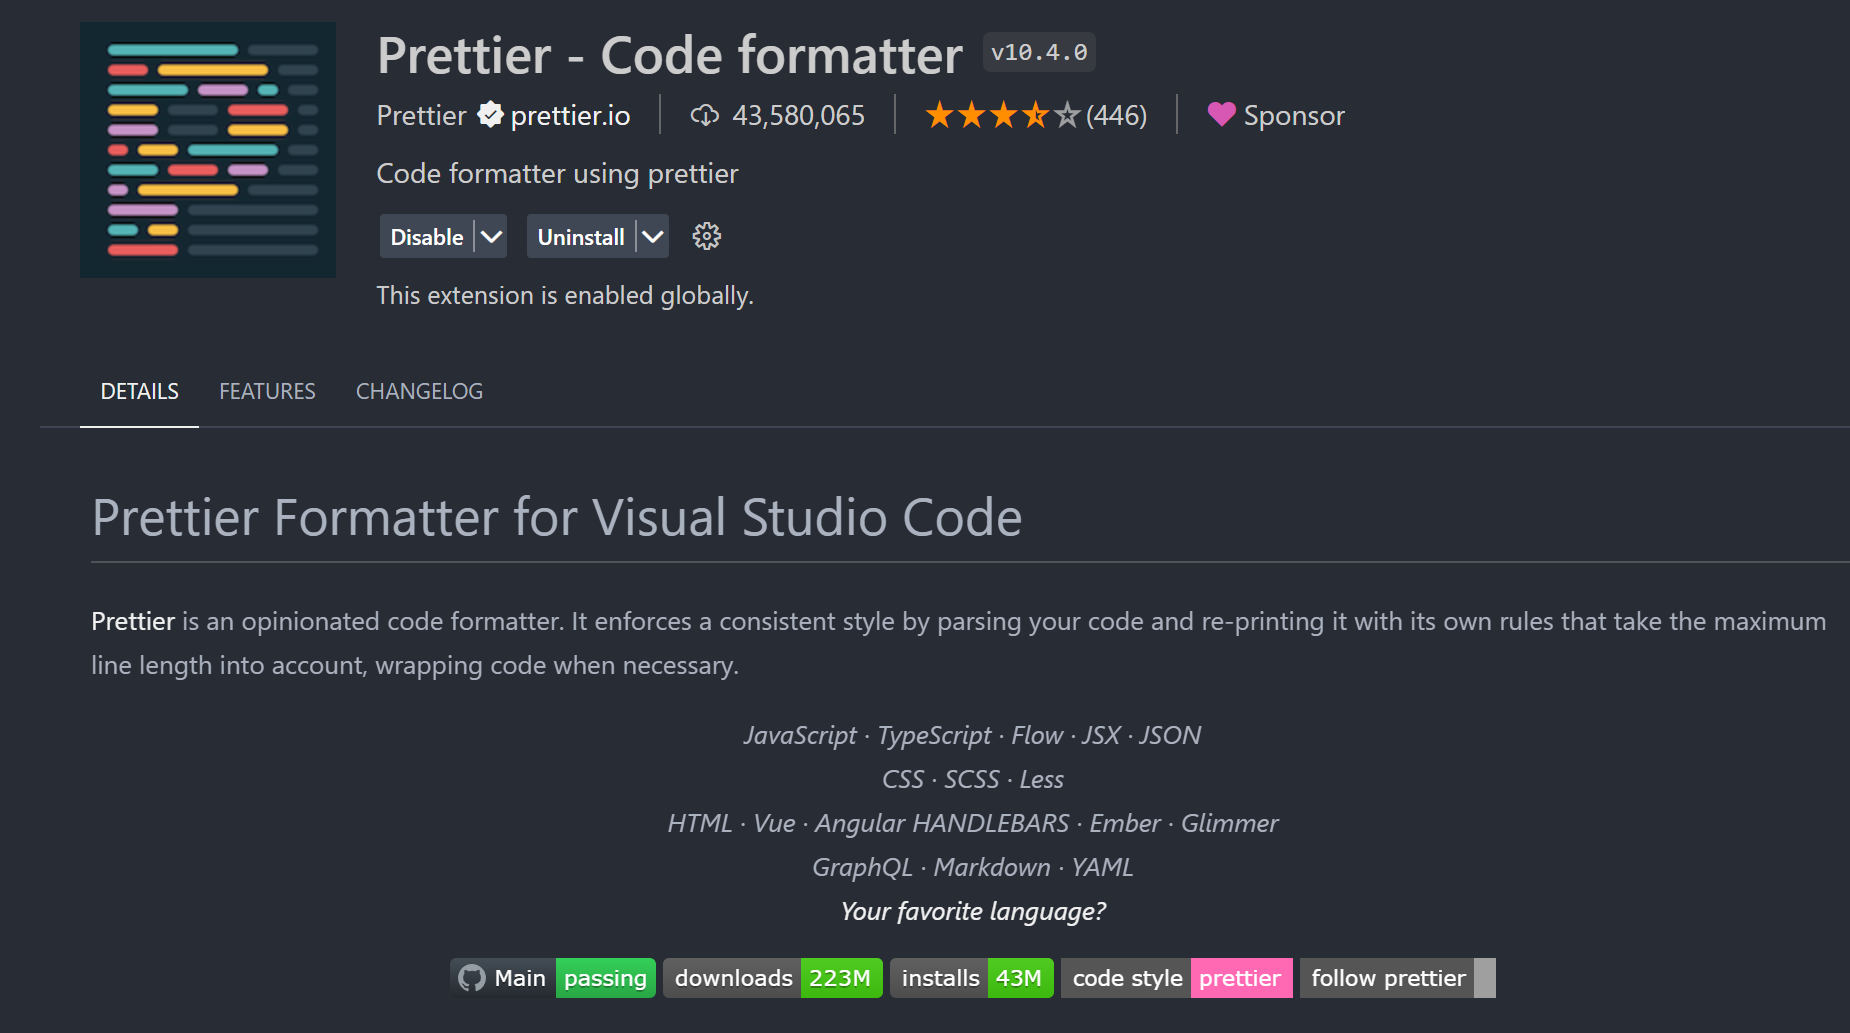 Prettier - Code formatter v10.4.0
Prettier prettier.io 43,580,065 (446) Sponsor
Code formatter using prettier
Disable Uninstall
This extension is enabled globally.
DETAILS FEATURES CHANGELOG
Prettier Formatter for Visual Studio Code
Prettier is an opinionated code formatter. It enforces a consistent style by parsing your code and re-printing it with its own rules that take the maximum
line length into account, wrapping code when necessary.
JavaScript · TypeScript · Flow · JSX · JSON
CSS · SCSS · Less
HTML · Vue · Angular HANDLEBARS · Ember · Glimmer
GraphQL · Markdown · YAML
Your favorite language?
Main passing downloads 223M installs 43M code style prettier follow prettier